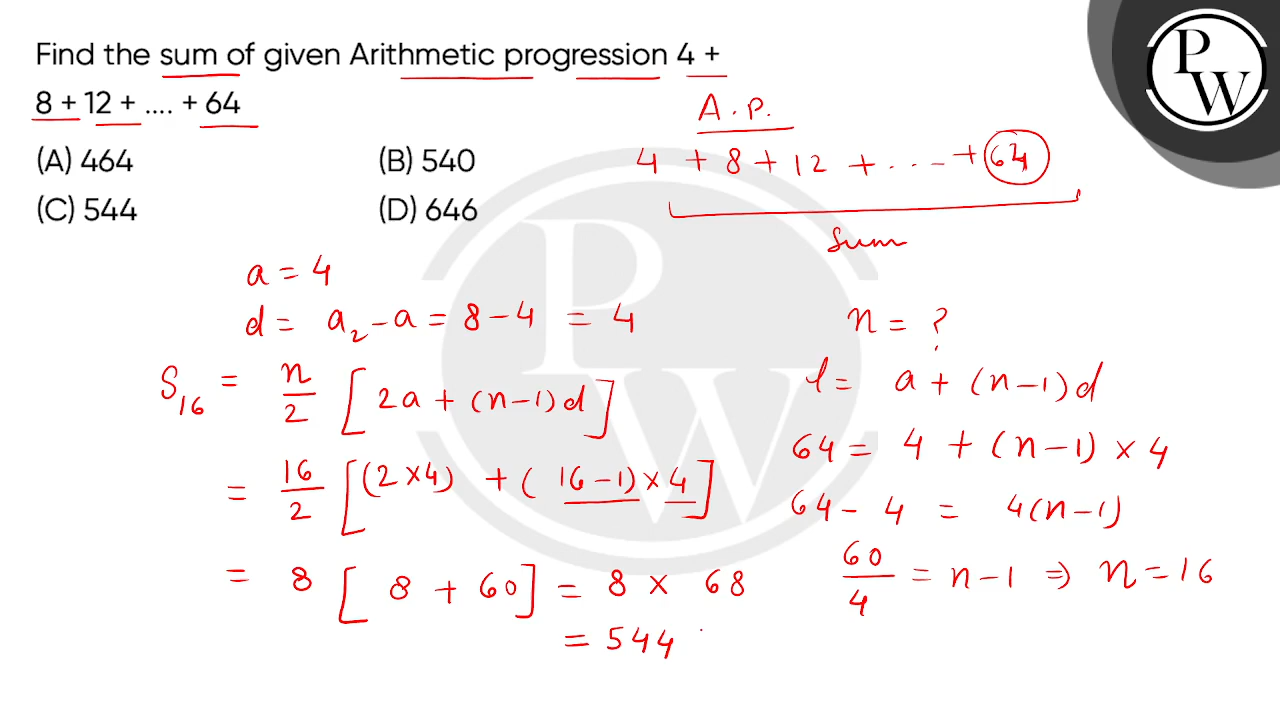 Find the sum of given Arithmetic progression 4 +
8 + 12 + .... + 64
(A) 464 (B) 540
(C) 544 (D) 646
P
W
A.P.
4 + 8 + 12 + ... + 64
Sum
a = 4
d = a₂ - a = 8 - 4 = 4
S₁₆ = n/2 [2a + (n-1)d]
= 16/2 [(2×4) + (16-1)×4]
= 8 [8 + 60] = 8 × 68
= 544
n = ?
l = a + (n-1)d
64 = 4 + (n-1) × 4
64 - 4 = 4(n-1)
60/4 = n-1 ⇒ n = 16
P
W